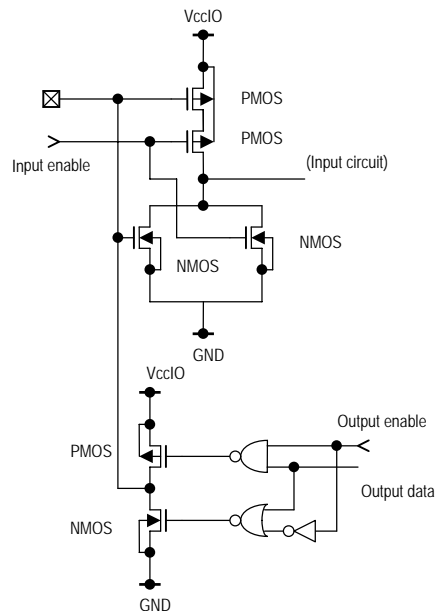 VccIO
PMOS
PMOS
Input enable
(Input circuit)
NMOS
NMOS
GND
VccIO
Output enable
PMOS
Output data
NMOS
GND